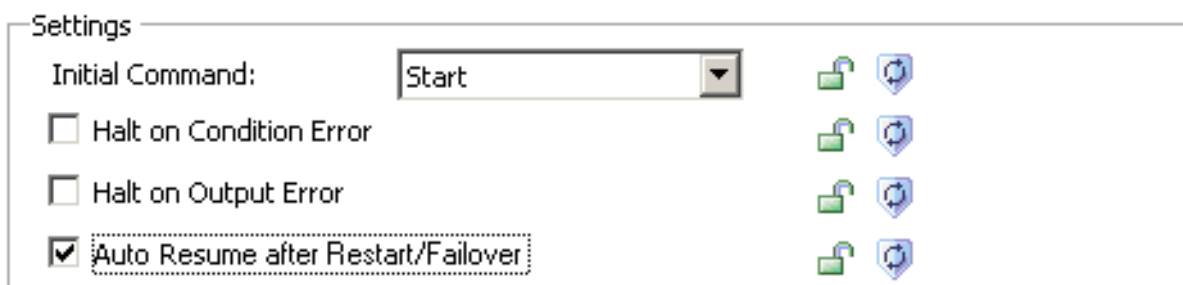 Settings
Initial Command: Start
Halt on Condition Error
Halt on Output Error
Auto Resume after Restart/Failover